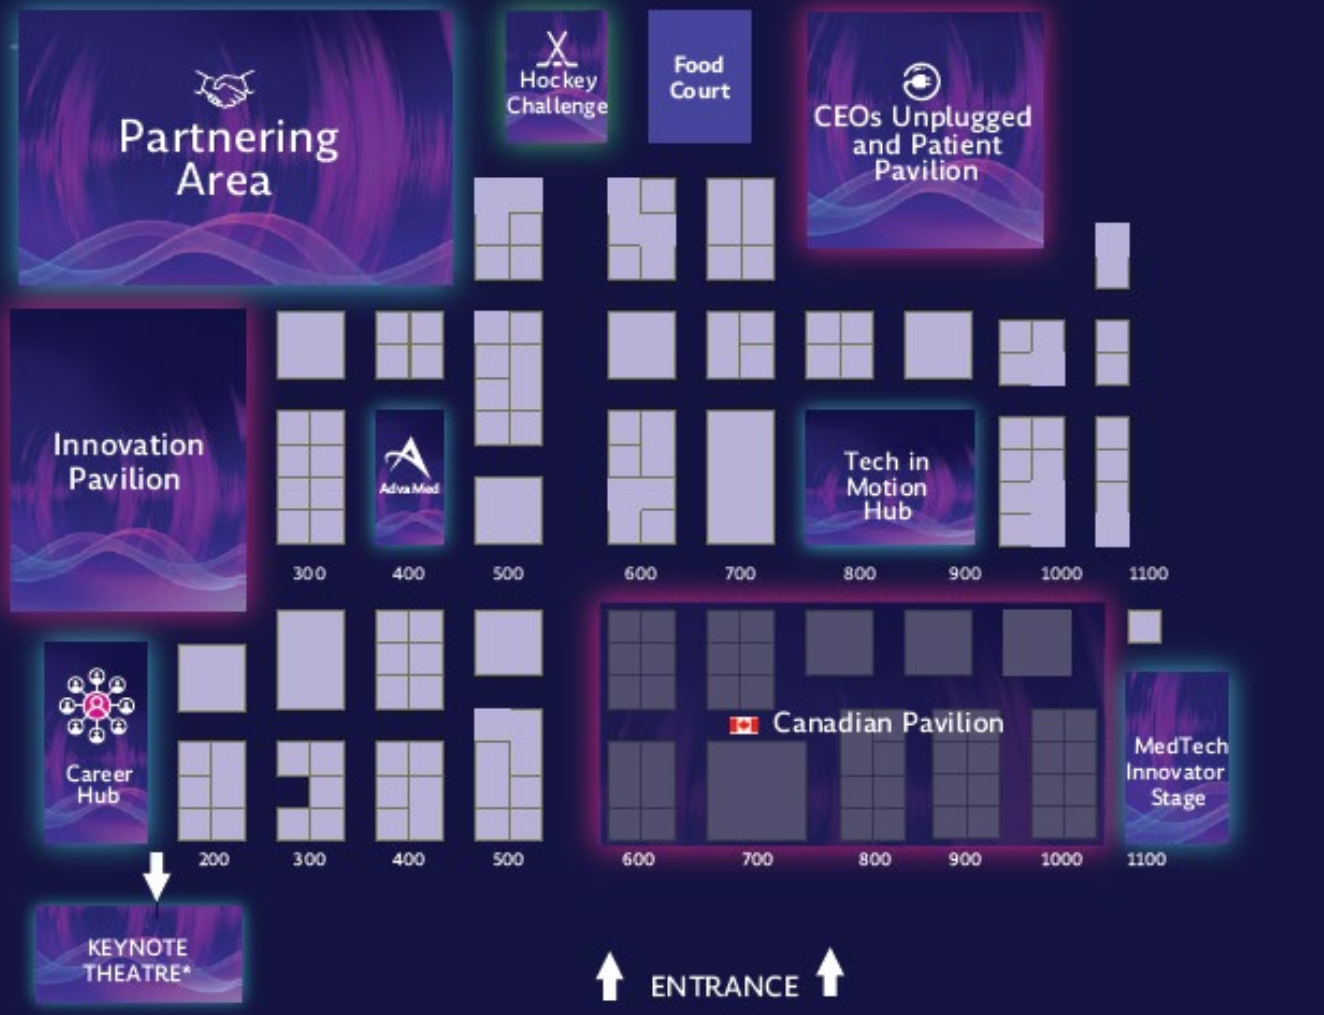 Partnering
Area
Hockey
Challenge
Food
Court
CEOs Unplugged
and Patient
Pavilion
Innovation
Pavilion
AdvaMed
Tech in
Motion
Hub
300
400
500
600
700
800
900
1000
1100
Career
Hub
Canadian Pavilion
MedTech
Innovator
Stage
200
300
400
500
600
700
800
900
1000
1100
KEYNOTE
THEATRE*
ENTRANCE